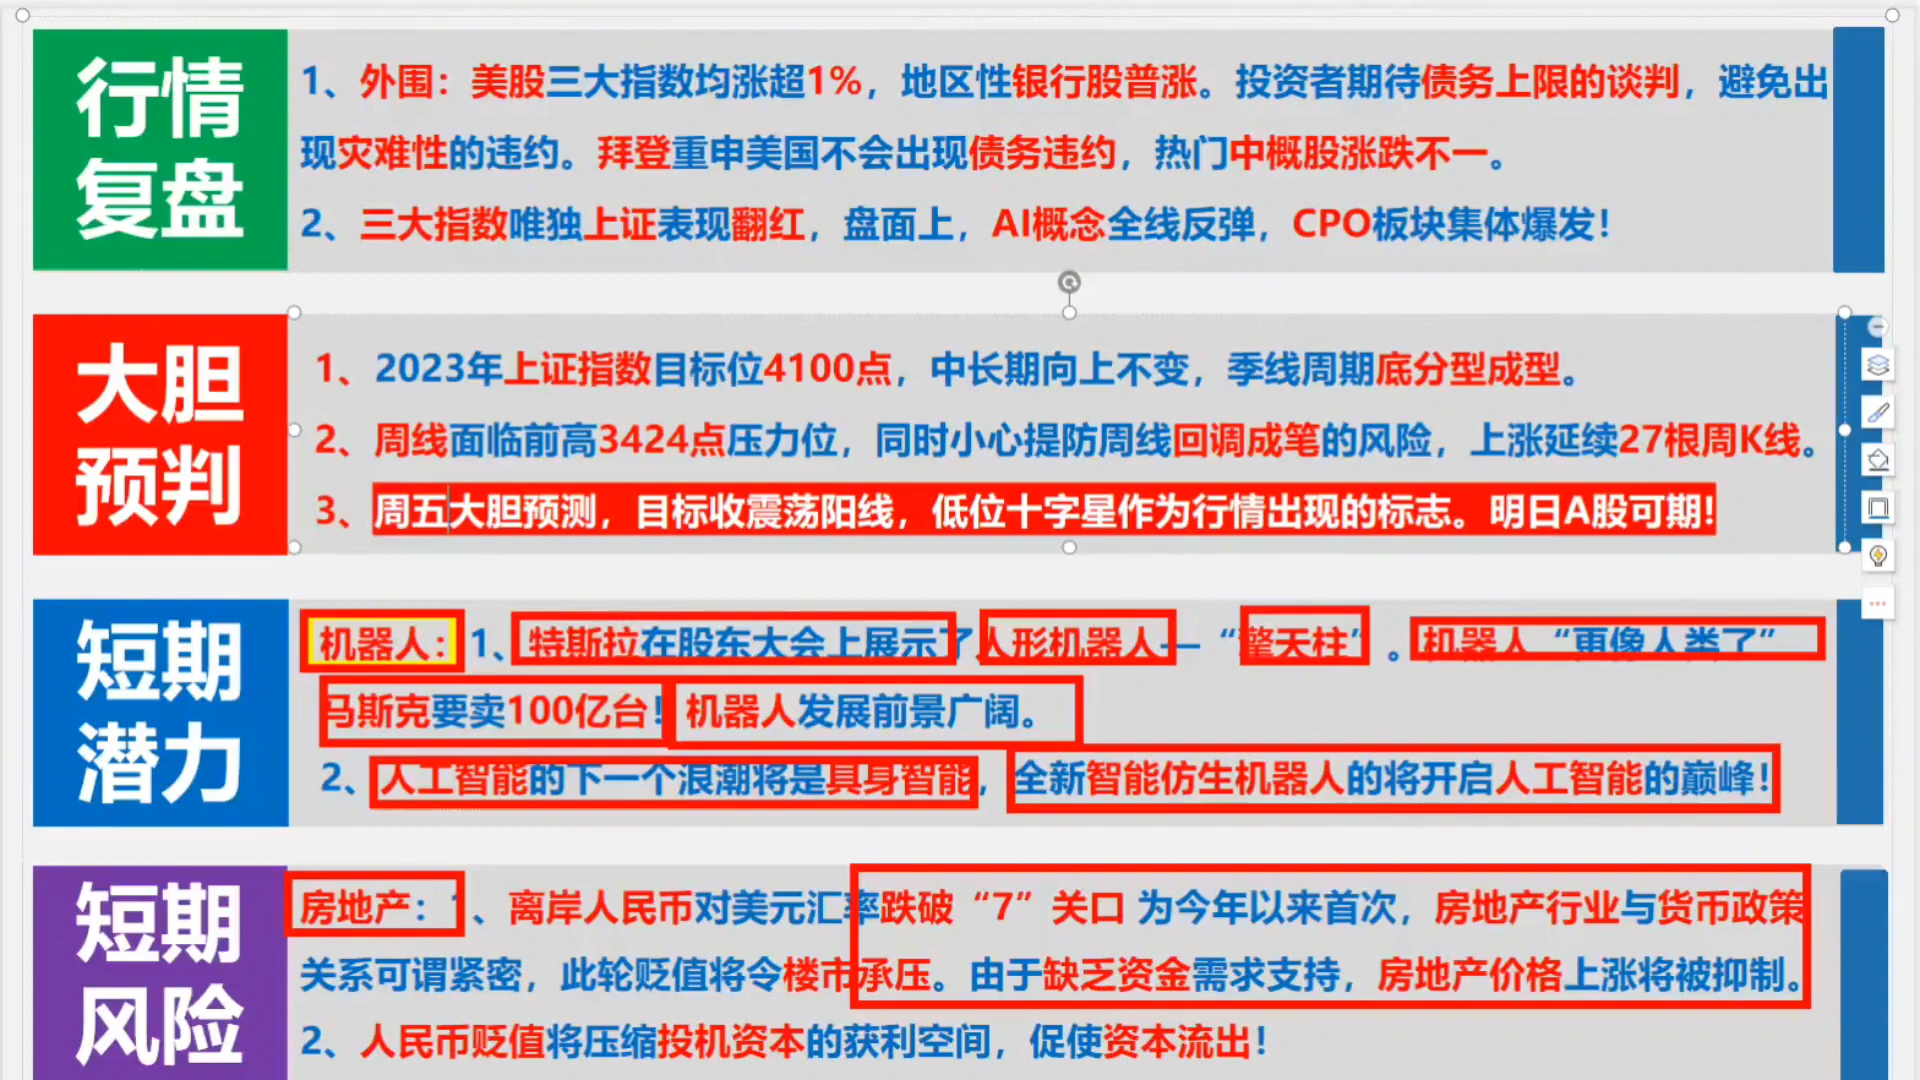 行情
复盘
1、外围：美股三大指数均涨超1%，地区性银行股普涨。投资者期待债务上限的谈判，避免出
现灾难性的违约。拜登重申美国不会出现债务违约，热门中概股涨跌不一。
2、三大指数唯独上证表现翻红，盘面上，AI概念全线反弹，CPO板块集体爆发！
大胆
预判
1、2023年上证指数目标位4100点，中长期向上不变，季线周期底分型成型。
2、周线面临前高3424点压力位，同时小心提防周线回调成笔的风险，上涨延续27根周K线。
3、周五大胆预测，目标收震荡阳线，低位十字星作为行情出现的标志。明日A股可期!
短期
潜力
机器人：1、特斯拉在股东大会上展示了人形机器人—“擎天柱”。机器人“更像人类了”
马斯克要卖100亿台！机器人发展前景广阔。
2、人工智能的下一个浪潮将是具身智能，全新智能仿生机器人的将开启人工智能的巅峰！
短期
风险
房地产：1、离岸人民币对美元汇率跌破“7”关口 为今年以来首次，房地产行业与货币政策
关系可谓紧密，此轮贬值将令楼市承压。由于缺乏资金需求支持，房地产价格上涨将被抑制。
2、人民币贬值将压缩投机资本的获利空间，促使资本流出！